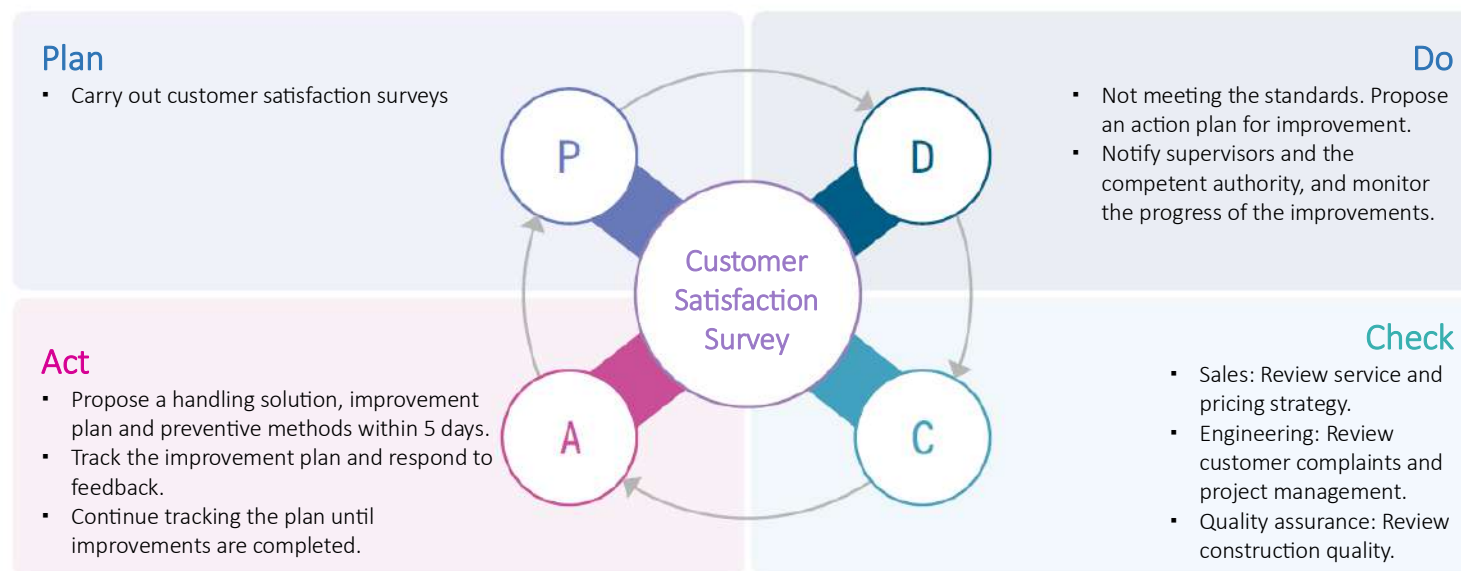 Plan
▪ Carry out customer satisfaction surveys
Do
▪ Not meeting the standards. Propose
an action plan for improvement.
▪ Notify supervisors and the
competent authority, and monitor
the progress of the improvements.
P
D
Customer
Satisfaction
Survey
Act
▪ Propose a handling solution, improvement
plan and preventive methods within 5 days.
▪ Track the improvement plan and respond to
feedback.
▪ Continue tracking the plan until
improvements are completed.
A
C
Check
▪ Sales: Review service and
pricing strategy.
▪ Engineering: Review
customer complaints and
project management.
▪ Quality assurance: Review
construction quality.